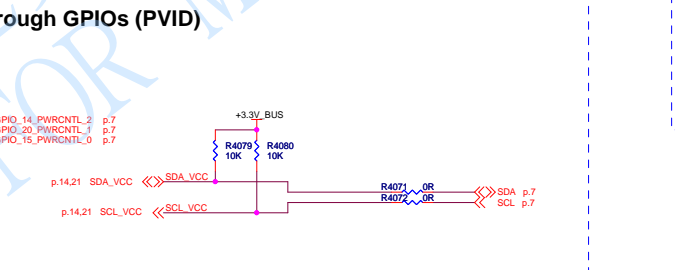 rough GPIOs (PVID)
+3.3V_BUS
GPIO_14_PWRCNTL_2 p.7
GPIO_20_PWRCNTL_1 p.7
GPIO_15_PWRCNTL_0 p.7
R4079 R4080
10K 10K
p.14,21 SDA_VCC SDA_VCC
R4071 0R SDA p.7
R4072 0R SCL p.7
p.14,21 SCL_VCC SCL_VCC